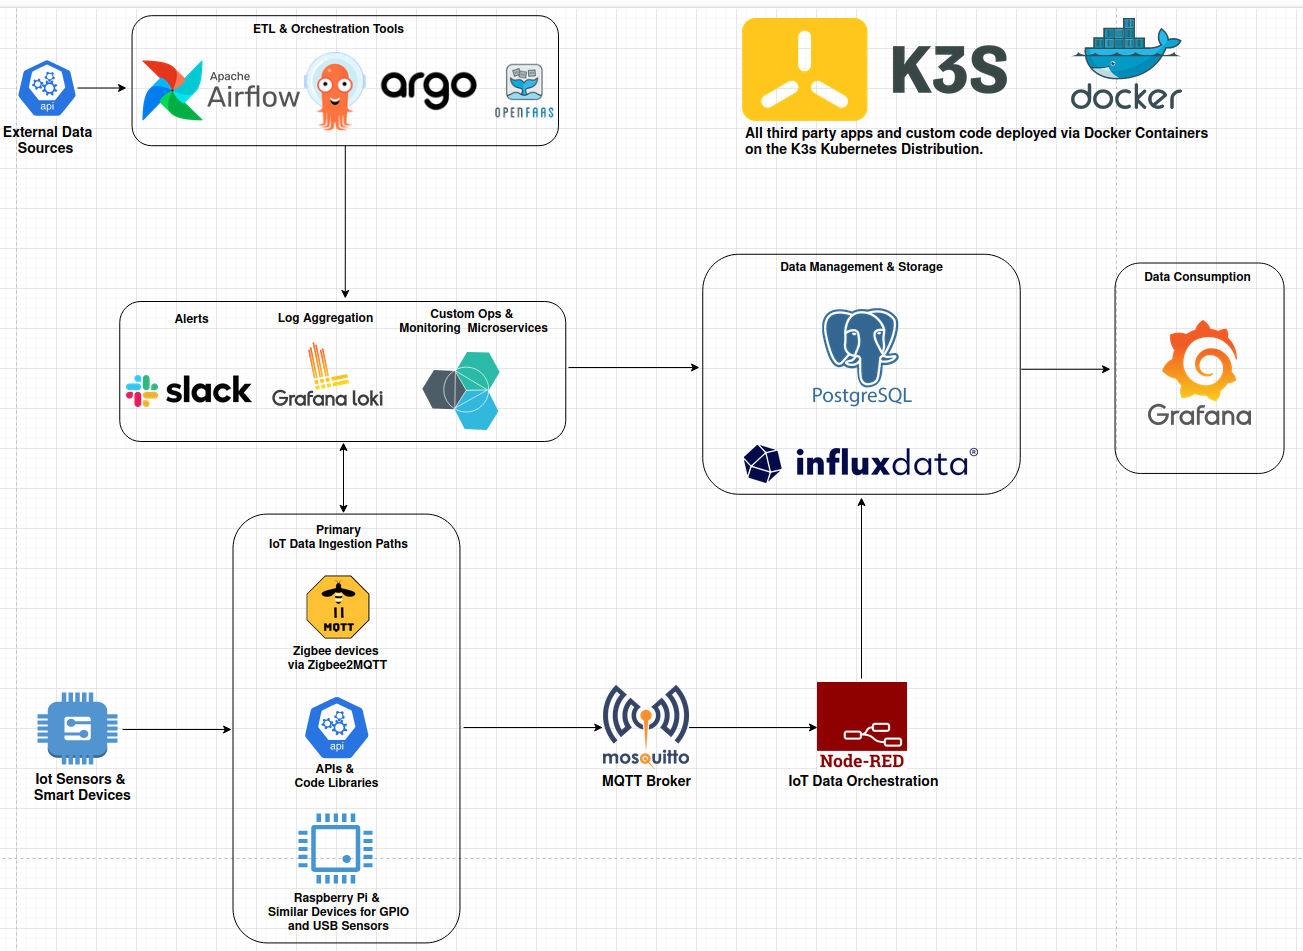 ETL & Orchestration Tools
api
External Data
Sources
Apache
Airflow
argo
OPENFAAS
K3S
docker
All third party apps and custom code deployed via Docker Containers
on the K3s Kubernetes Distribution.
Alerts
slack
Log Aggregation
Grafana loki
Custom Ops &
Monitoring Microservices
Data Management & Storage
PostgreSQL
influxdata®
Data Consumption
Grafana
Primary
IoT Data Ingestion Paths
MQTT
Zigbee devices
via Zigbee2MQTT
api
APIs &
Code Libraries
Raspberry Pi &
Similar Devices for GPIO
and USB Sensors
Iot Sensors &
Smart Devices
mosquitto
MQTT Broker
Node-RED
IoT Data Orchestration